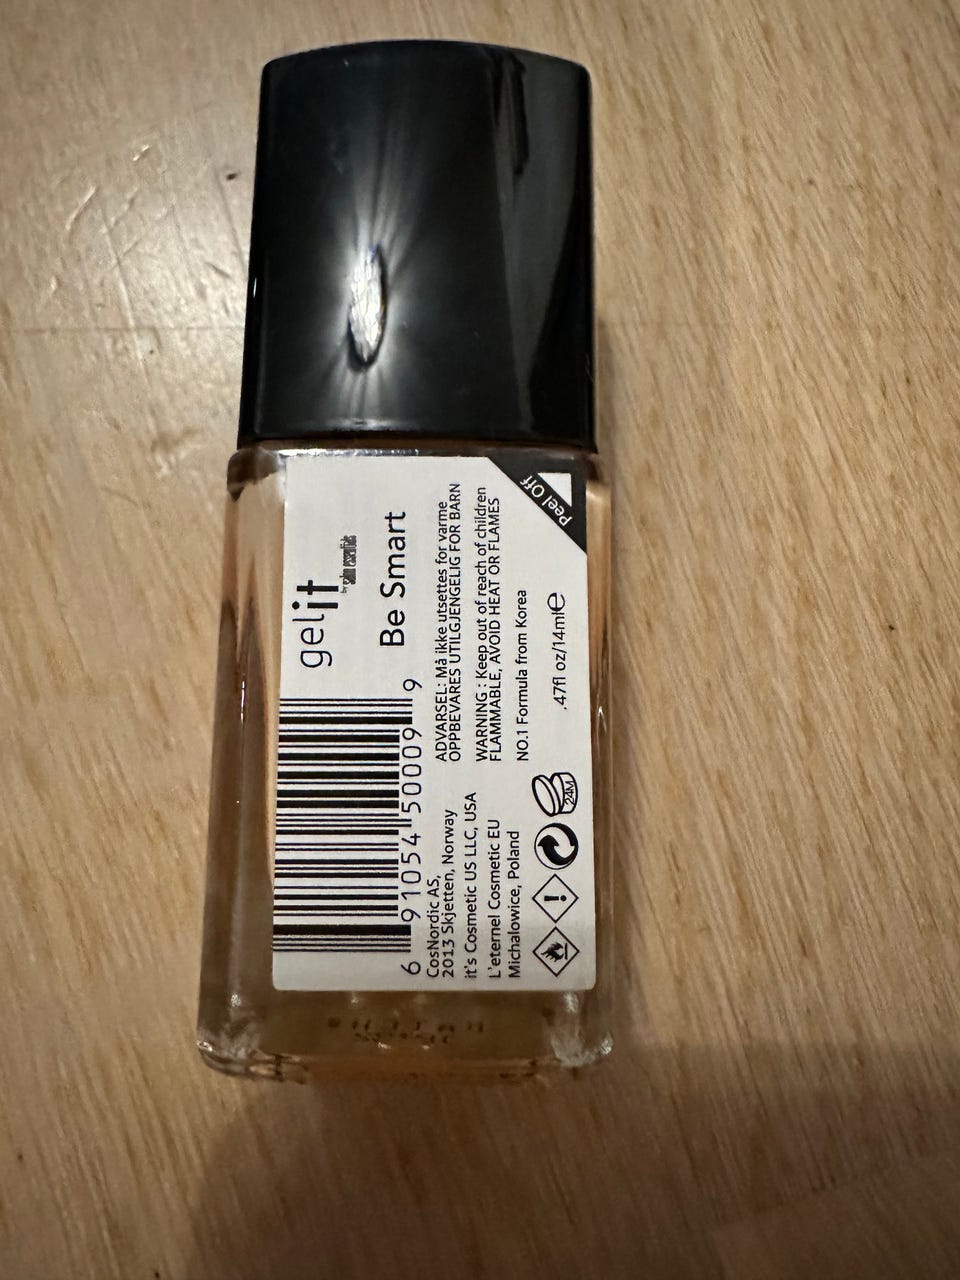 gelit
by salon essentials
Be Smart
ADVARSEL: Må ikke utsettes for varme
OPPBEVARES UTILGJENGELIG FOR BARN
WARNING : Keep out of reach of children
FLAMMABLE, AVOID HEAT OR FLAMES
NO.1 Formula from Korea
.47fl oz/14ml℮
Peel Off
6 91054 50009 9
CosNordic AS,
2013 Skjetten, Norway
it's Cosmetic US LLC, USA
L'eternel Cosmetic EU
Michalowice, Poland
24M